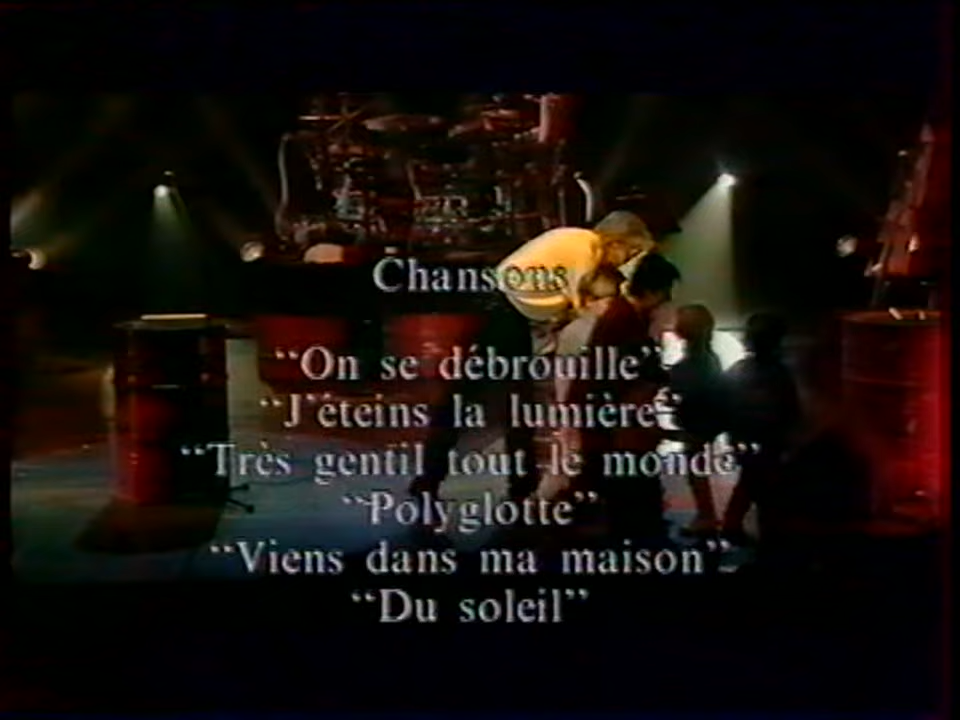 Chansons
“On se débrouille”
“J'éteins la lumière”
“Très gentil tout le monde”
“Polyglotte”
“Viens dans ma maison”
“Du soleil”